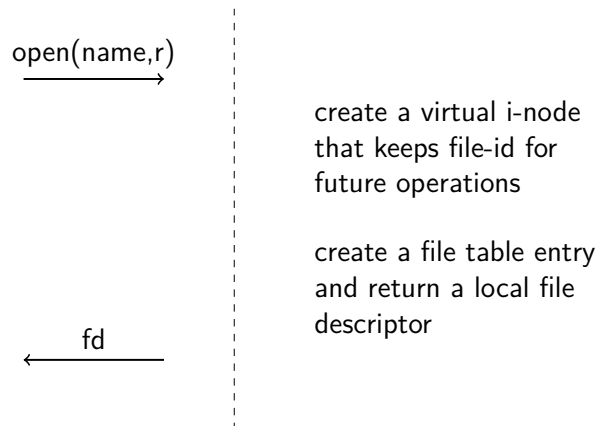 open(name,r)
create a virtual i-node
that keeps file-id for
future operations
create a file table entry
and return a local file
descriptor
fd